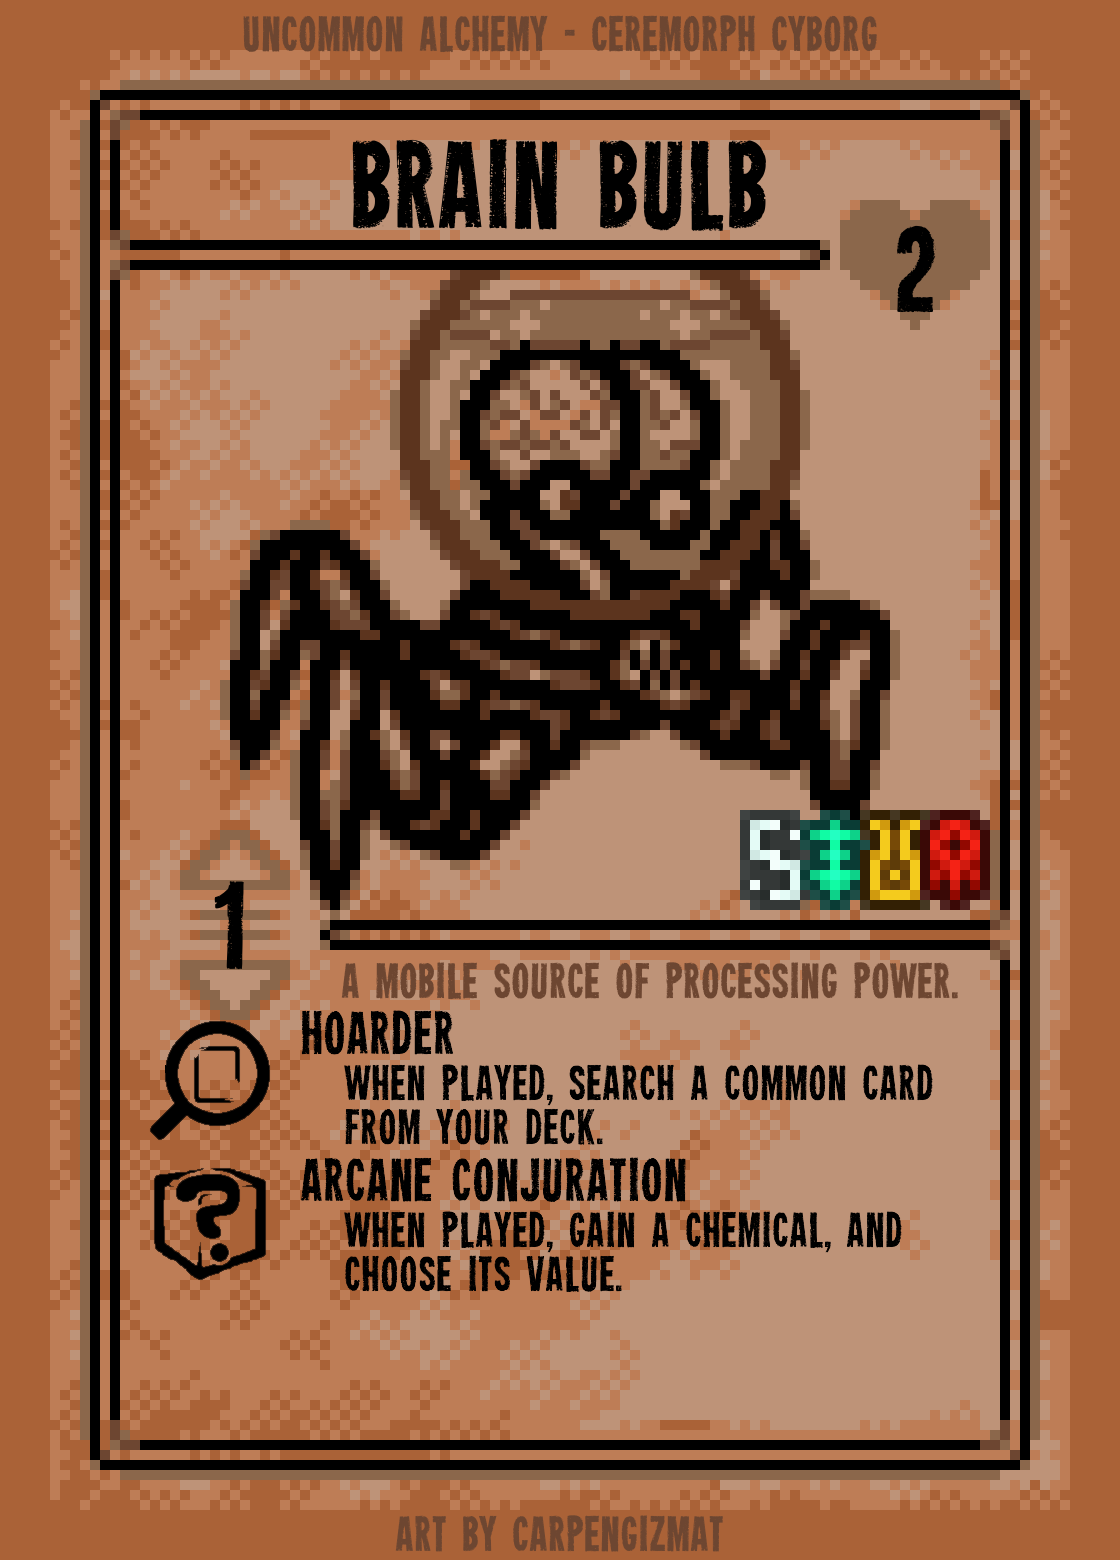 UNCOMMON ALCHEMY - CEREMORPH CYBORG
BRAIN BULB
2
1
A MOBILE SOURCE OF PROCESSING POWER.
HOARDER
WHEN PLAYED, SEARCH A COMMON CARD
FROM YOUR DECK.
ARCANE CONJURATION
?
WHEN PLAYED, GAIN A CHEMICAL, AND
CHOOSE ITS VALUE.
ART BY CARPENGIZMAT